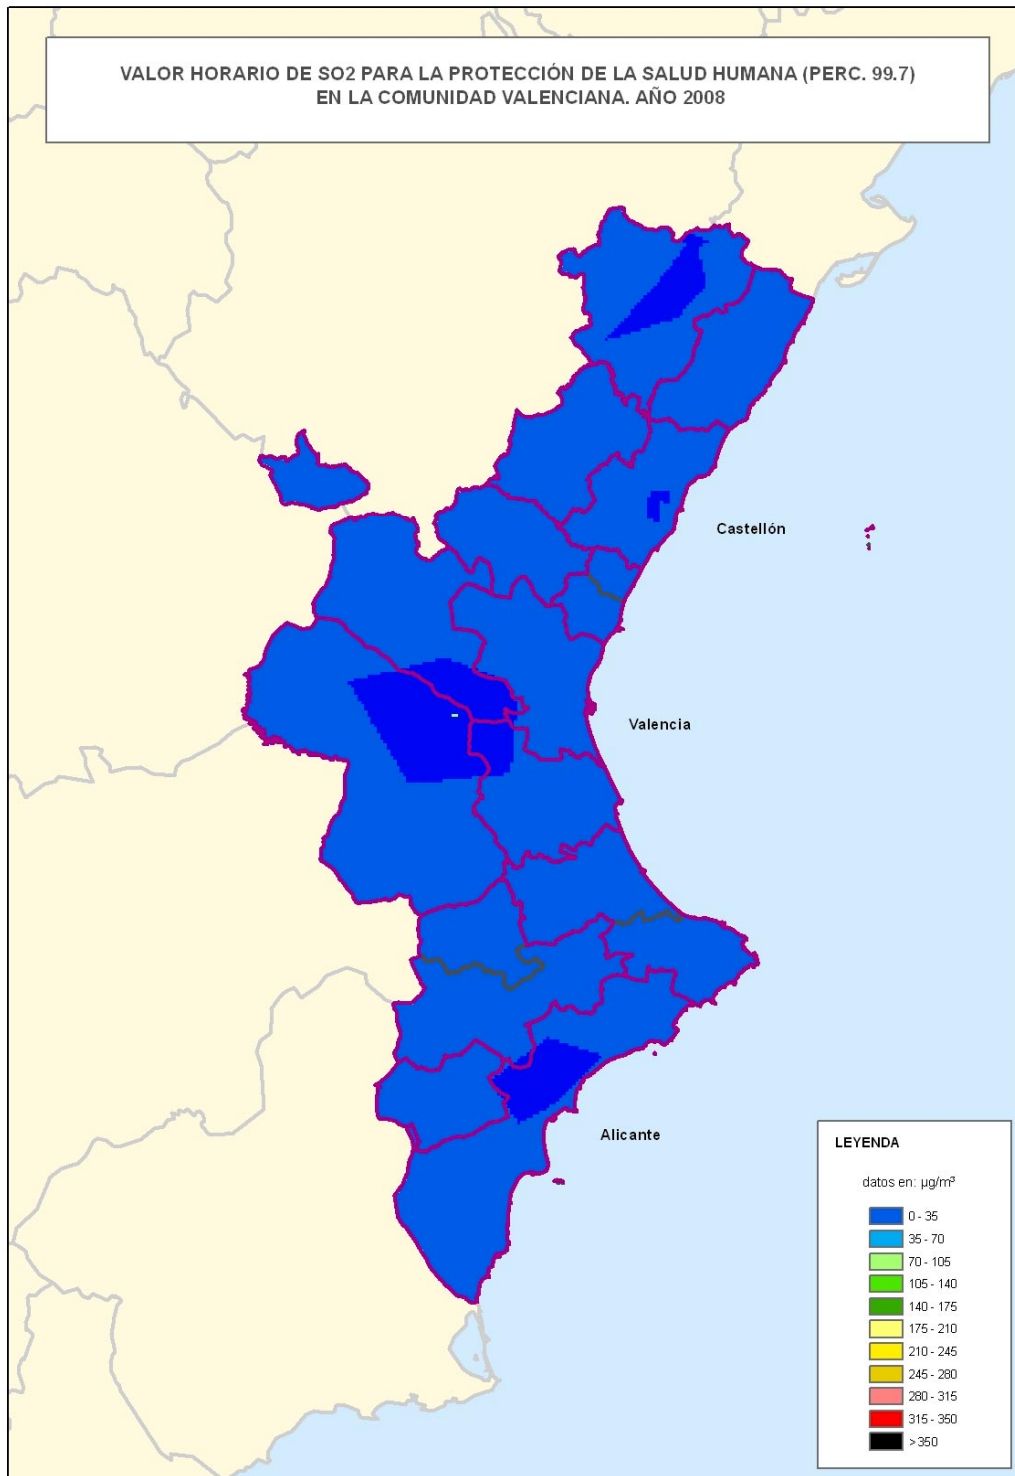 VALOR HORARIO DE SO2 PARA LA PROTECCIÓN DE LA SALUD HUMANA (PERC. 99.7)
EN LA COMUNIDAD VALENCIANA. AÑO 2008
Castellón
Valencia
Alicante
LEYENDA
datos en: µg/m³
0 - 35
35 - 70
70 - 105
105 - 140
140 - 175
175 - 210
210 - 245
245 - 280
280 - 315
315 - 350
>350